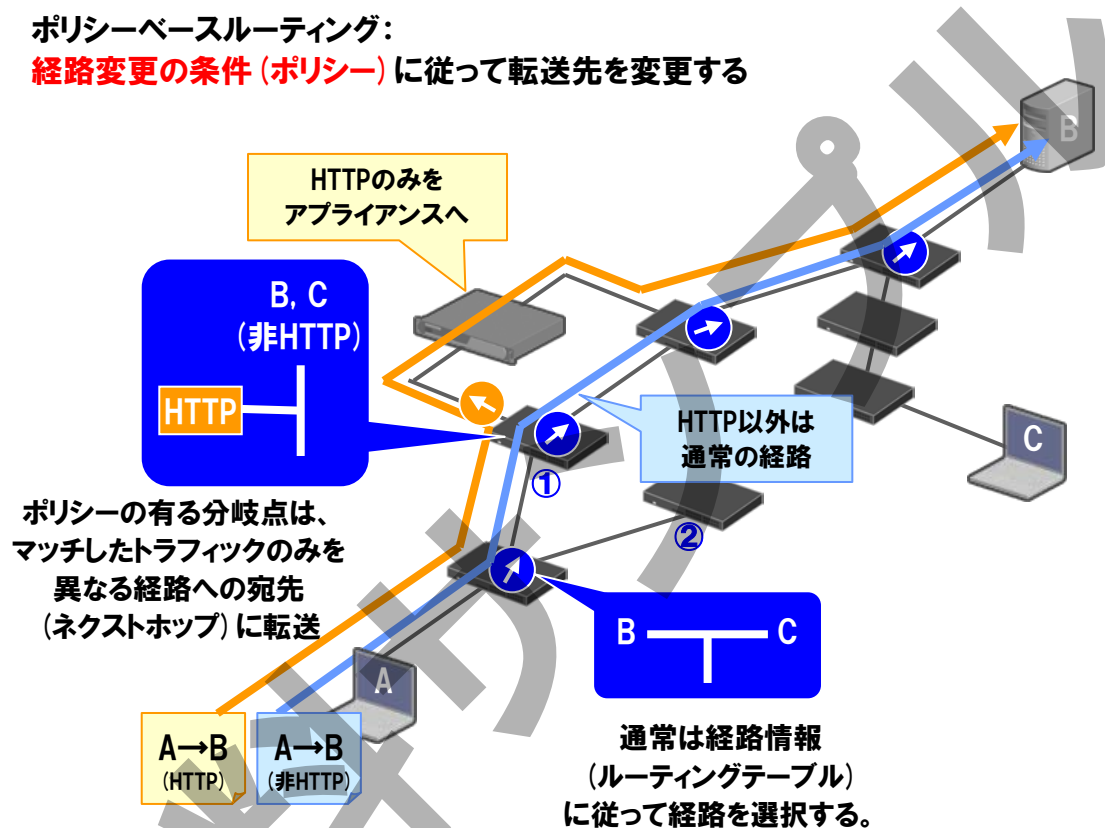 ポリシーベースルーティング：
経路変更の条件（ポリシー）に従って転送先を変更する
B
HTTPのみを
アプライアンスへ
B, C
（非HTTP）
HTTP
HTTP以外は
通常の経路
C
①
ポリシーの有る分岐点は、
マッチしたトラフィックのみを
異なる経路への宛先
（ネクストホップ）に転送
②
B
C
A
A→B
（HTTP）
A→B
（非HTTP）
通常は経路情報
（ルーティングテーブル）
に従って経路を選択する。